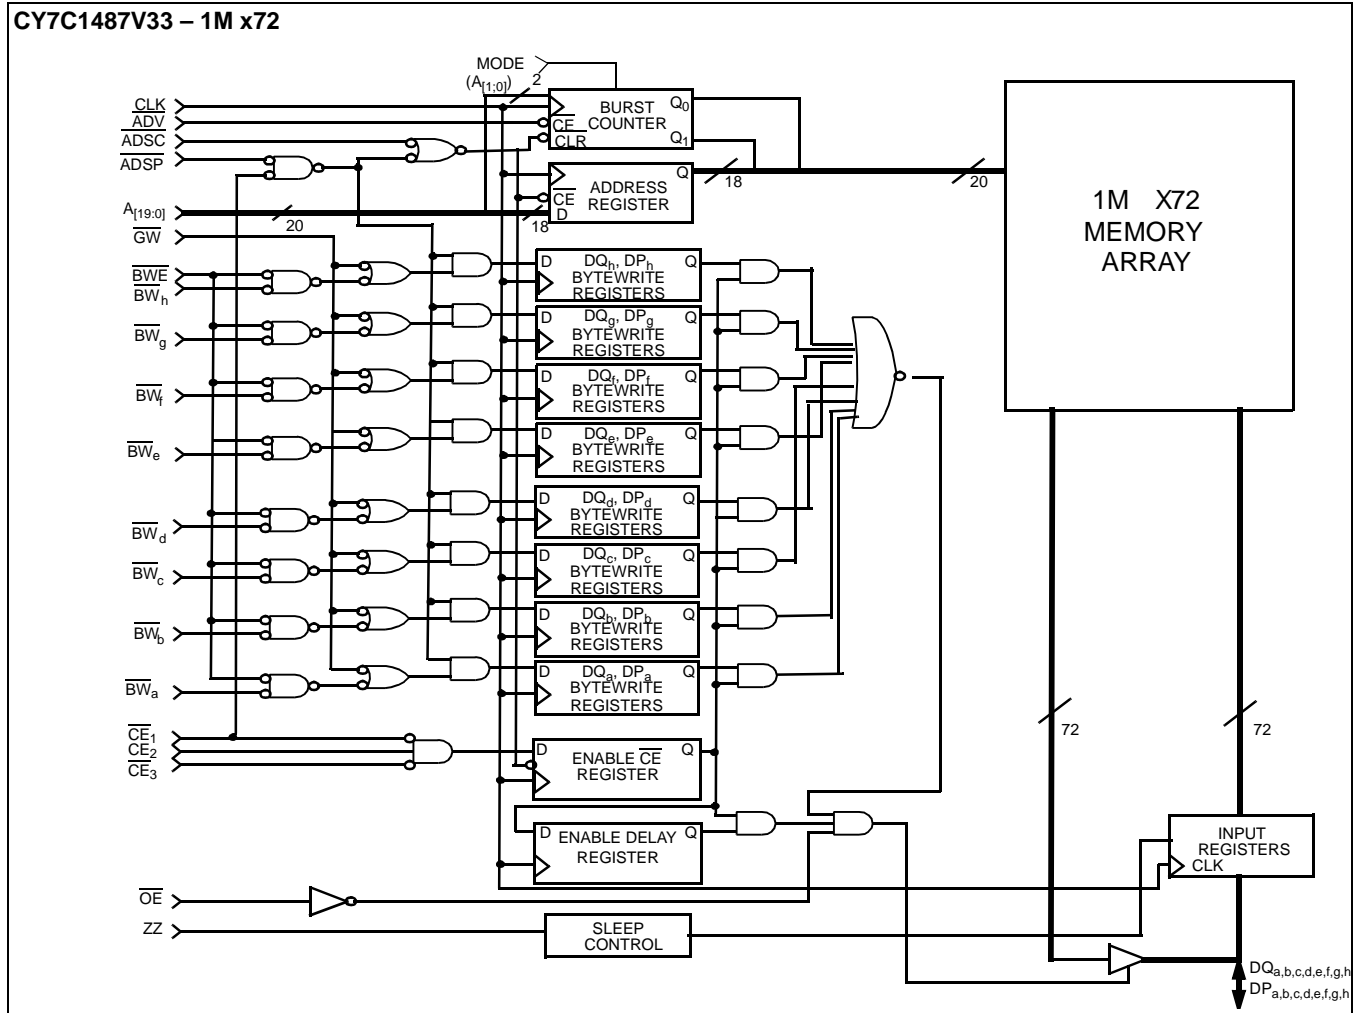 CY7C1487V33 – 1M x72
MODE
(A[1;0])
2
CLK
ADV
ADSC
ADSP
A[19:0]
20
GW
BWE
BWh
BWg
BWf
BWe
BWd
BWc
BWb
BWa
CE1
CE2
CE3
OE
ZZ
BURST
COUNTER
CE
CLR
Q0
Q1
ADDRESS
REGISTER
CE
D
Q
18
18
20
1M X72
MEMORY
ARRAY
D DQh, DPh Q
BYTEWRITE
REGISTERS
D DQg, DPg Q
BYTEWRITE
REGISTERS
D DQf, DPf Q
BYTEWRITE
REGISTERS
D DQe, DPe Q
BYTEWRITE
REGISTERS
D DQd, DPd Q
BYTEWRITE
REGISTERS
D DQc, DPc Q
BYTEWRITE
REGISTERS
D DQb, DPb Q
BYTEWRITE
REGISTERS
D DQa, DPa Q
BYTEWRITE
REGISTERS
D ENABLE CE Q
REGISTER
D ENABLE DELAY Q
REGISTER
SLEEP
CONTROL
72
72
INPUT
REGISTERS
CLK
DQa,b,c,d,e,f,g,h
DPa,b,c,d,e,f,g,h